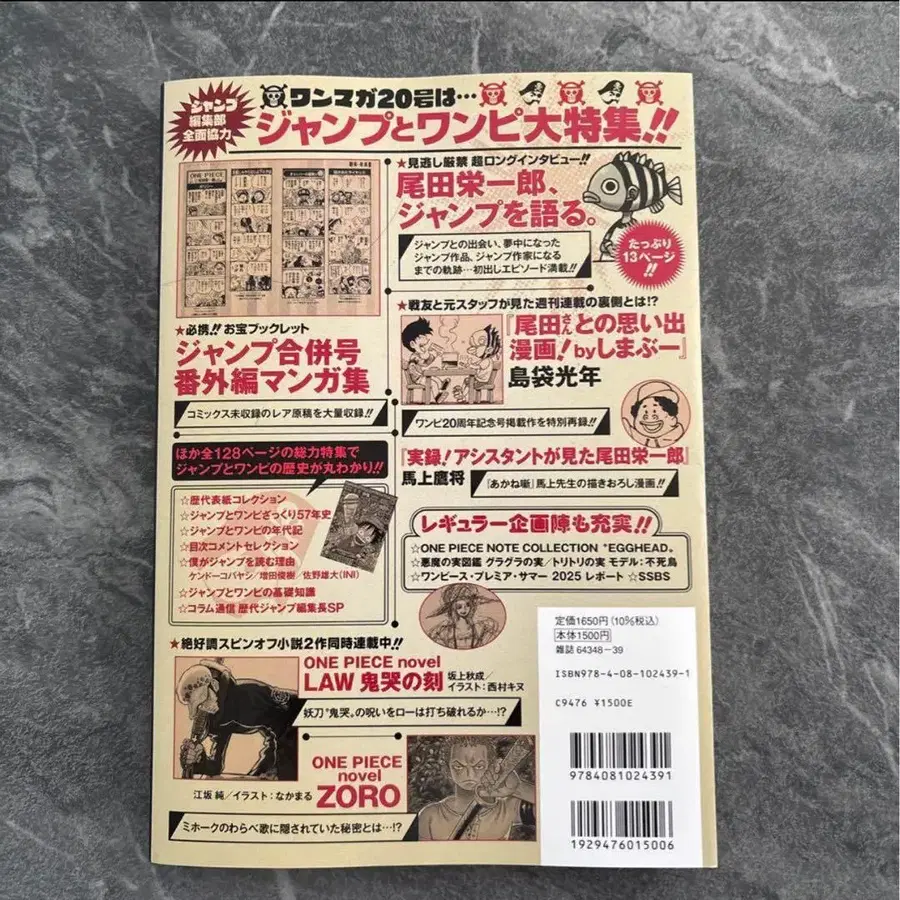 ジャンプ
編集部
全面協力
ワンマガ20号は…
ジャンプとワンピ大特集!!
ONE PIECE
★必携!! お宝ブックレット
ジャンプ合併号
番外編マンガ集
コミックス未収録のレア原稿を大量収録!!
★見逃し厳禁 超ロングインタビュー!!
尾田栄一郎、
ジャンプを語る。
ジャンプとの出会い、夢中になった
ジャンプ作品、ジャンプ作家になる
までの軌跡…初出しエピソード満載!!
たっぷり
13ページ
!!
★戦友と元スタッフが見た週刊連載の裏側とは!?
『尾田さんとの思い出
漫画!byしまぶー』
島袋光年
ワンピ20周年記念号掲載作を特別再録!!
『実録!アシスタントが見た尾田栄一郎』
馬上鷹将
『あかね噺』馬上先生の描きおろし漫画!!
ほか全128ページの総力特集で
ジャンプとワンピの歴史が丸わかり!!
☆歴代表紙コレクション
☆ジャンプとワンピざっくり57年史
☆ジャンプとワンピの年代記
☆目次コメントセレクション
☆僕がジャンプを読む理由
ケンドーコバヤシ/増田俊樹/佐野雄大(INI)
☆ジャンプとワンピの基礎知識
☆コラム通信 歴代ジャンプ編集長SP
レギュラー企画陣も充実!!
☆ONE PIECE NOTE COLLECTION “EGGHEAD”
☆悪魔の実図鑑 グラグラの実/トリトリの実 モデル:不死鳥
☆ワンピース・プレミア・サマー 2025 レポート ☆SSBS
★絶好調スピンオフ小説2作同時連載中!!
ONE PIECE novel
LAW 鬼哭の刻
坂上秋成/
イラスト:西村キヌ
妖刀“鬼哭”の呪いをローは打ち破れるか…!?
ONE PIECE
novel
ZORO
江坂 純/イラスト:なかまる
ミホークのわらべ歌に隠されていた秘密とは…!?
定価1650円(10%税込)
本体1500円
雑誌 64348-39
ISBN978-4-08-102439-1
C9476 ¥1500E
9784081024391
1929476015006